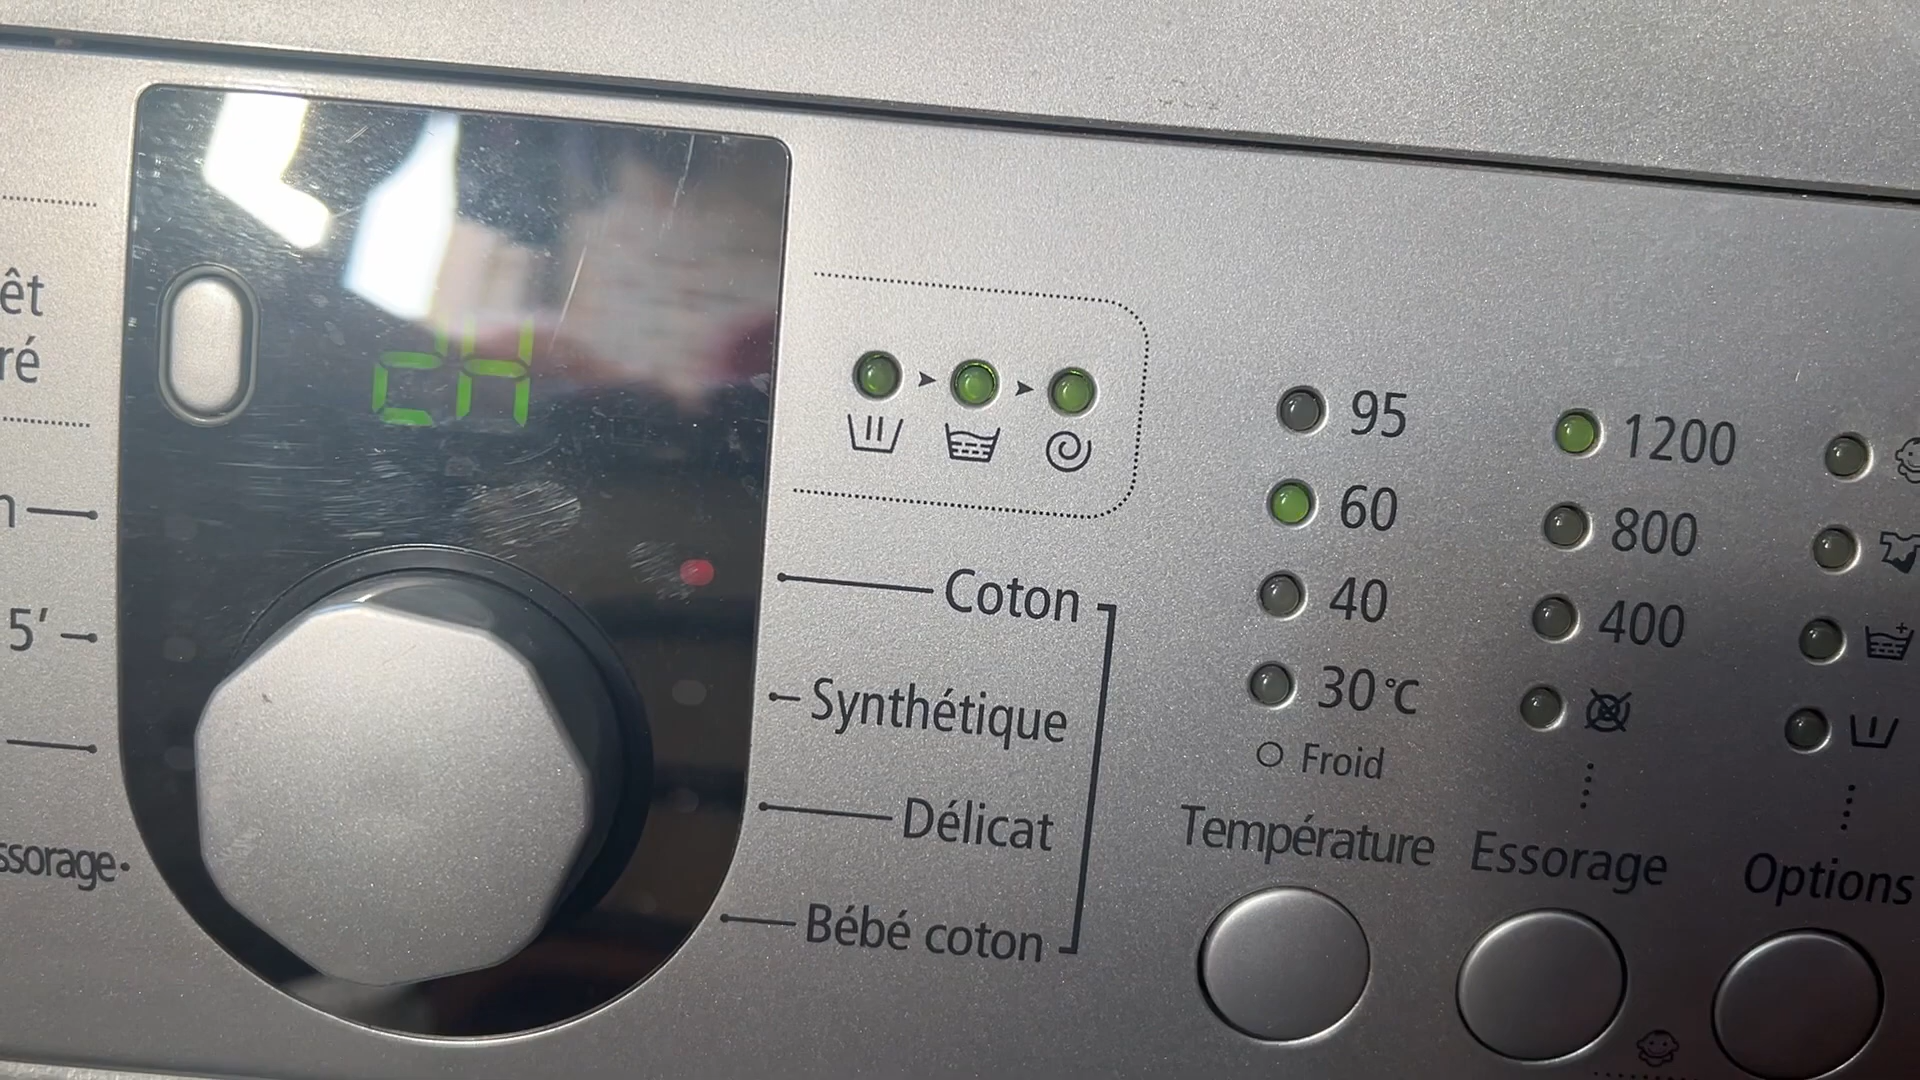 êt
ré
5′
ssorage
95
60
40
30°C
Froid
Température
1200
800
400
Essorage
Options
Coton
Synthétique
Délicat
Bébé coton